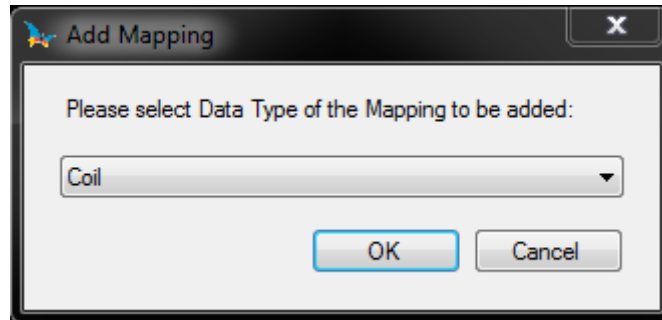 Add Mapping
Please select Data Type of the Mapping to be added:
Coil
OK
Cancel